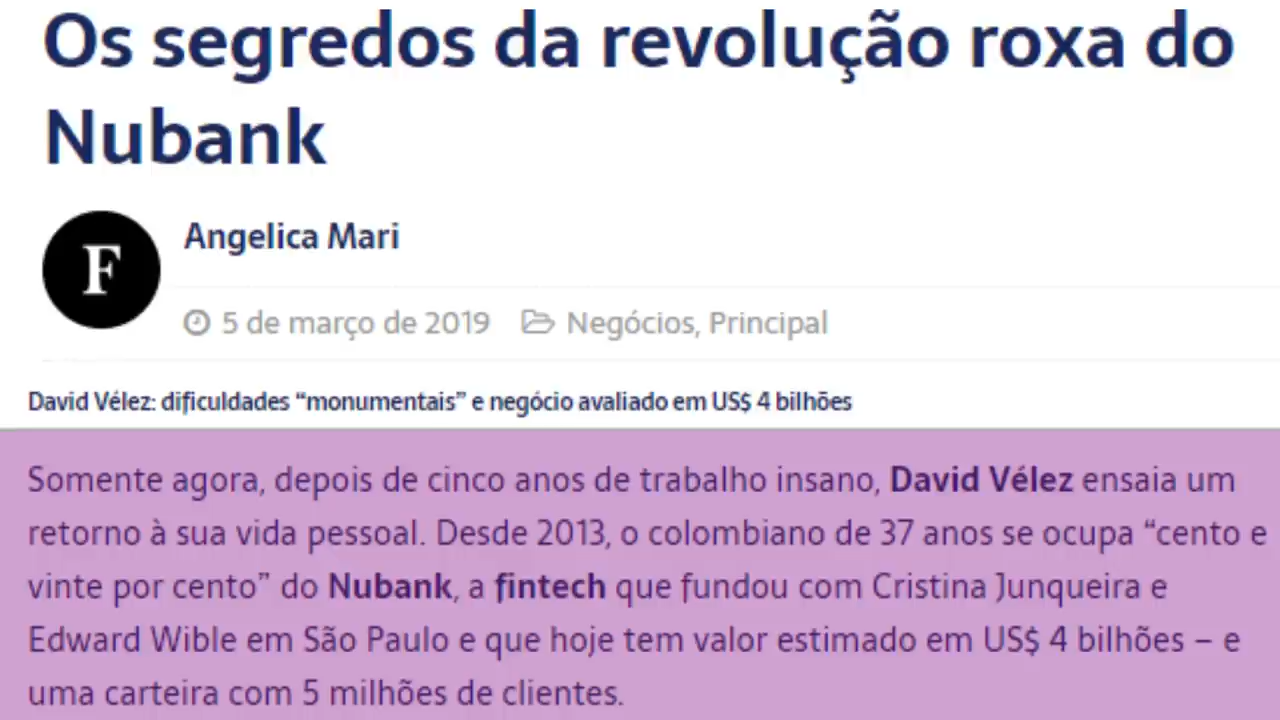 Os segredos da revolução roxa do
Nubank
F
Angelica Mari
5 de março de 2019 Negócios, Principal
David Vélez: dificuldades “monumentais” e negócio avaliado em US$ 4 bilhões
Somente agora, depois de cinco anos de trabalho insano, David Vélez ensaia um
retorno à sua vida pessoal. Desde 2013, o colombiano de 37 anos se ocupa “cento e
vinte por cento” do Nubank, a fintech que fundou com Cristina Junqueira e
Edward Wible em São Paulo e que hoje tem valor estimado em US$ 4 bilhões – e
uma carteira com 5 milhões de clientes.